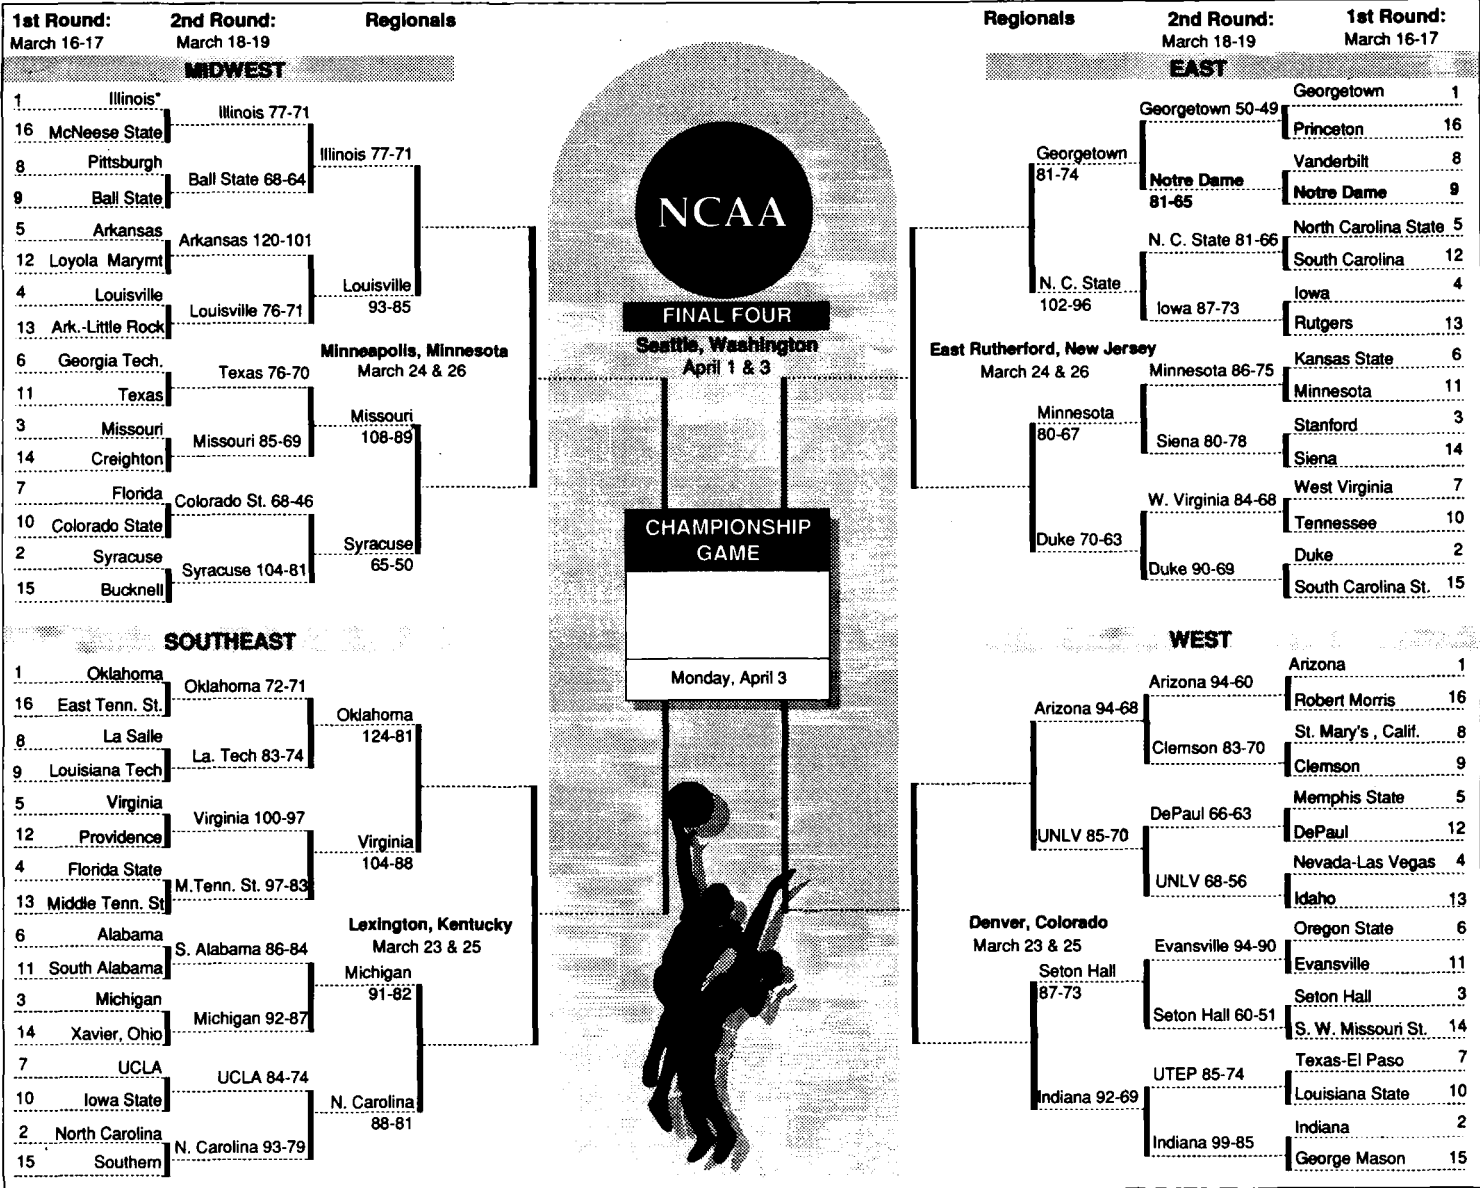 1st Round:
March 16-17
2nd Round:
March 18-19
Regionals
MIDWEST
1 Illinois*
16 McNeese State
8 Pittsburgh
9 Ball State
5 Arkansas
12 Loyola Marymt
4 Louisville
13 Ark.-Little Rock
6 Georgia Tech.
11 Texas
3 Missouri
14 Creighton
7 Florida
10 Colorado State
2 Syracuse
15 Bucknell
Illinois 77-71
Ball State 68-64
Arkansas 120-101
Louisville 76-71
Texas 76-70
Missouri 85-69
Colorado St. 68-46
Syracuse 104-81
Illinois 77-71
Louisville
93-85
Minneapolis, Minnesota
March 24 & 26
Missouri
108-89
Syracuse
65-50
SOUTHEAST
1 Oklahoma
16 East Tenn. St.
8 La Salle
9 Louisiana Tech
5 Virginia
12 Providence
4 Florida State
13 Middle Tenn. St
6 Alabama
11 South Alabama
3 Michigan
14 Xavier, Ohio
7 UCLA
10 Iowa State
2 North Carolina
15 Southern
Oklahoma 72-71
La. Tech 83-74
Virginia 100-97
M.Tenn. St. 97-83
S. Alabama 86-84
Michigan 92-87
UCLA 84-74
N. Carolina 93-79
Oklahoma
124-81
Virginia
104-88
Lexington, Kentucky
March 23 & 25
Michigan
91-82
N. Carolina
88-81
NCAA
FINAL FOUR
Seattle, Washington
April 1 & 3
CHAMPIONSHIP
GAME
Monday, April 3
Regionals
2nd Round:
March 18-19
1st Round:
March 16-17
EAST
Georgetown
81-74
N. C. State
102-96
East Rutherford, New Jersey
March 24 & 26
Minnesota
80-67
Duke 70-63
Georgetown 50-49
Notre Dame
81-65
N. C. State 81-66
Iowa 87-73
Minnesota 86-75
Siena 80-78
W. Virginia 84-68
Duke 90-69
Georgetown 1
Princeton 16
Vanderbilt 8
Notre Dame 9
North Carolina State 5
South Carolina 12
Iowa 4
Rutgers 13
Kansas State 6
Minnesota 11
Stanford 3
Siena 14
West Virginia 7
Tennessee 10
Duke 2
South Carolina St. 15
WEST
Arizona 94-68
UNLV 85-70
Denver, Colorado
March 23 & 25
Seton Hall
87-73
Indiana 92-69
Arizona 94-60
Clemson 83-70
DePaul 66-63
UNLV 68-56
Evansville 94-90
Seton Hall 60-51
UTEP 85-74
Indiana 99-85
Arizona 1
Robert Morris 16
St. Mary's , Calif. 8
Clemson 9
Memphis State 5
DePaul 12
Nevada-Las Vegas 4
Idaho 13
Oregon State 6
Evansville 11
Seton Hall 3
S. W. Missouri St. 14
Texas-El Paso 7
Louisiana State 10
Indiana 2
George Mason 15